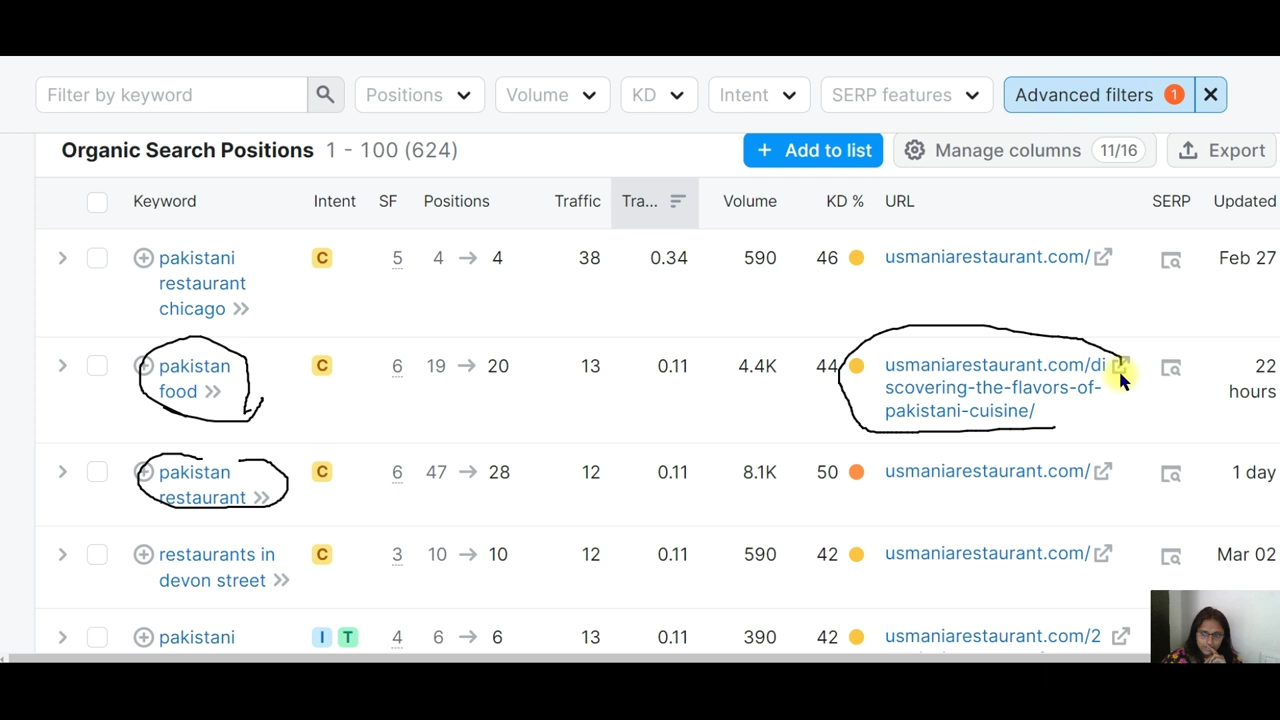 Filter by keyword Positions Volume KD Intent SERP features Advanced filters 1
Organic Search Positions 1 - 100 (624) + Add to list Manage columns 11/16 Export
Keyword Intent SF Positions Traffic Tra... Volume KD % URL SERP Updated
pakistani C 5 4 → 4 38 0.34 590 46 usmaniarestaurant.com/ Feb 27
restaurant
chicago
pakistan C 6 19 → 20 13 0.11 4.4K 44 usmaniarestaurant.com/di 22
food scovering-the-flavors-of- hours
pakistani-cuisine/
pakistan C 6 47 → 28 12 0.11 8.1K 50 usmaniarestaurant.com/ 1 day
restaurant
restaurants in C 3 10 → 10 12 0.11 590 42 usmaniarestaurant.com/ Mar 02
devon street
pakistani I T 4 6 → 6 13 0.11 390 42 usmaniarestaurant.com/2